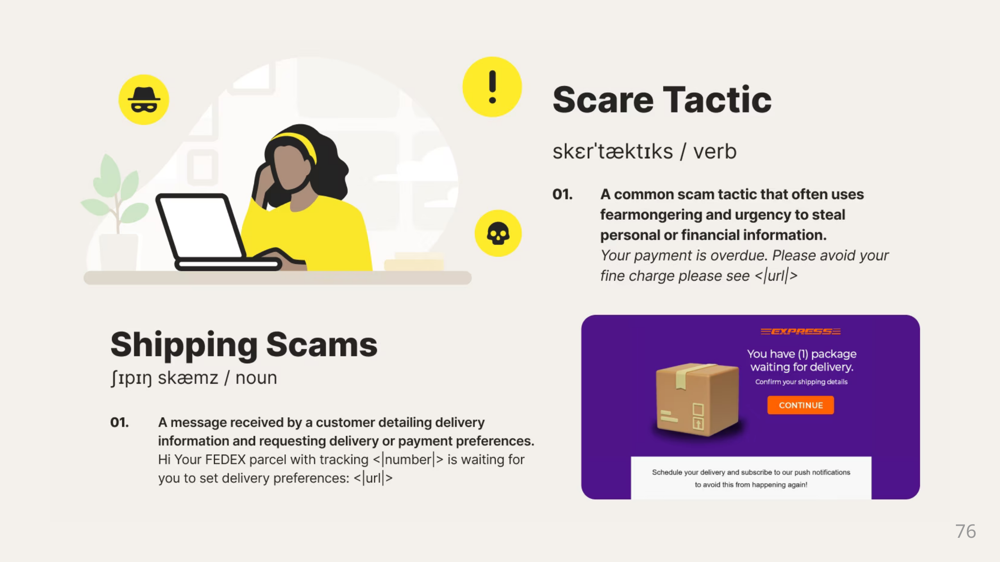 Scare Tactic
skɛrˈtæktɪks / verb
01. A common scam tactic that often uses
fearmongering and urgency to steal
personal or financial information.
Your payment is overdue. Please avoid your
fine charge please see <|url|>
Shipping Scams
ʃɪpɪŋ skæmz / noun
01. A message received by a customer detailing delivery
information and requesting delivery or payment preferences.
Hi Your FEDEX parcel with tracking <|number|> is waiting for
you to set delivery preferences: <|url|>
EXPRESS
You have (1) package
waiting for delivery.
Confirm your shipping details
CONTINUE
Schedule your delivery and subscribe to our push notifications
to avoid this from happening again!
76